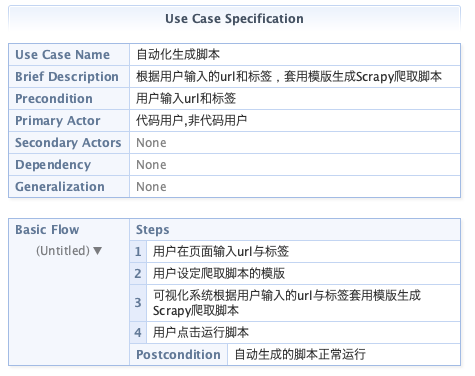 Use Case Specification
Use Case Name 自动化生成脚本
Brief Description 根据用户输入的url和标签，套用模版生成Scrapy爬取脚本
Precondition 用户输入url和标签
Primary Actor 代码用户,非代码用户
Secondary Actors None
Dependency None
Generalization None
Basic Flow Steps
(Untitled) ▼
1 用户在页面输入url与标签
2 用户设定爬取脚本的模版
3 可视化系统根据用户输入的url与标签套用模版生成
Scrapy爬取脚本
4 用户点击运行脚本
Postcondition 自动生成的脚本正常运行